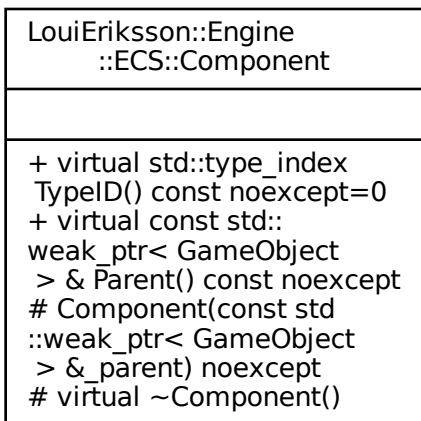 LouiEriksson::Engine
::ECS::Component
+ virtual std::type_index
TypeID() const noexcept=0
+ virtual const std::
weak_ptr< GameObject
> & Parent() const noexcept
# Component(const std
::weak_ptr< GameObject
> &_parent) noexcept
# virtual ~Component()